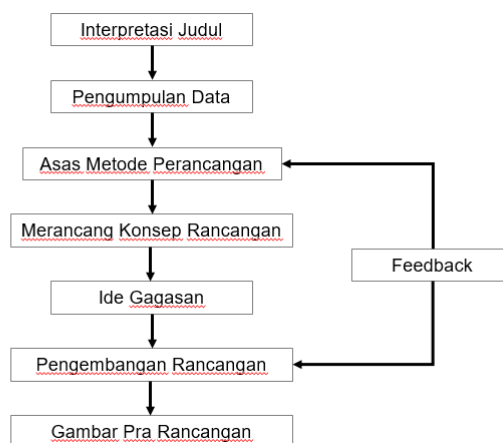 Interpretasi Judul
Pengumpulan Data
Asas Metode Perancangan
Merancang Konsep Rancangan
Feedback
Ide Gagasan
Pengembangan Rancangan
Gambar Pra Rancangan